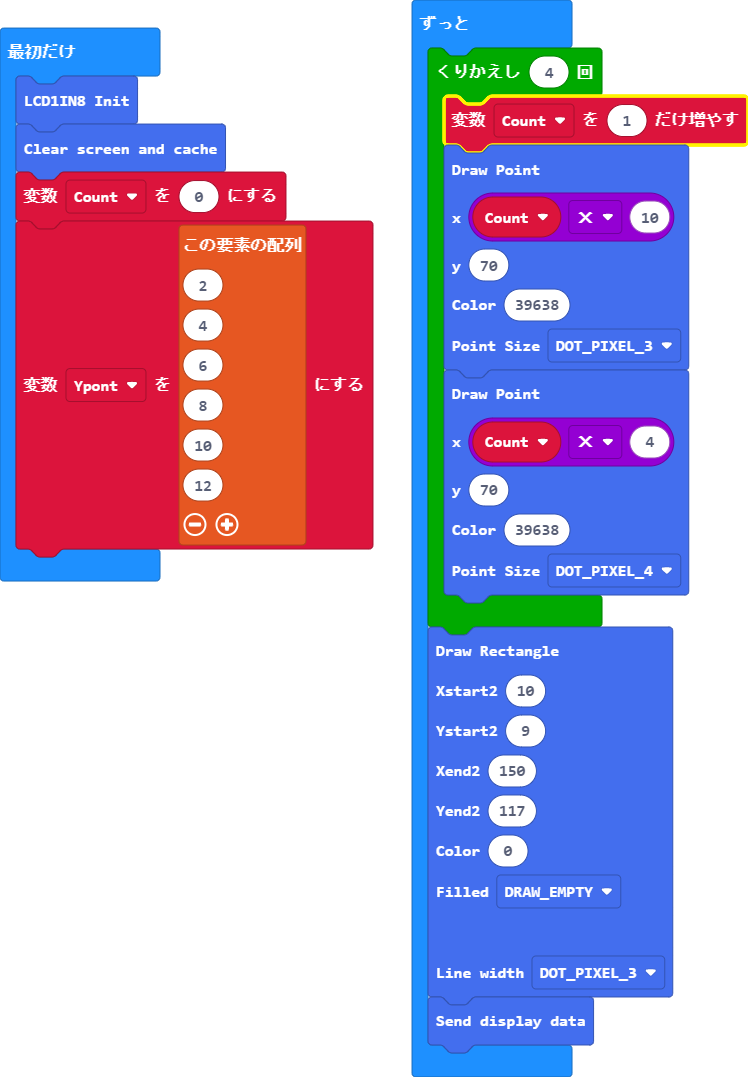 最初だけ
LCD1IN8 Init
Clear screen and cache
変数 Count を 0 にする
変数 Ypont を この要素の配列 にする
2
4
6
8
10
12
ずっと
くりかえし 4 回
変数 Count を 1 だけ増やす
Draw Point
x Count × 10
y 70
Color 39638
Point Size DOT_PIXEL_3
Draw Point
x Count × 4
y 70
Color 39638
Point Size DOT_PIXEL_4
Draw Rectangle
Xstart2 10
Ystart2 9
Xend2 150
Yend2 117
Color 0
Filled DRAW_EMPTY
Line width DOT_PIXEL_3
Send display data